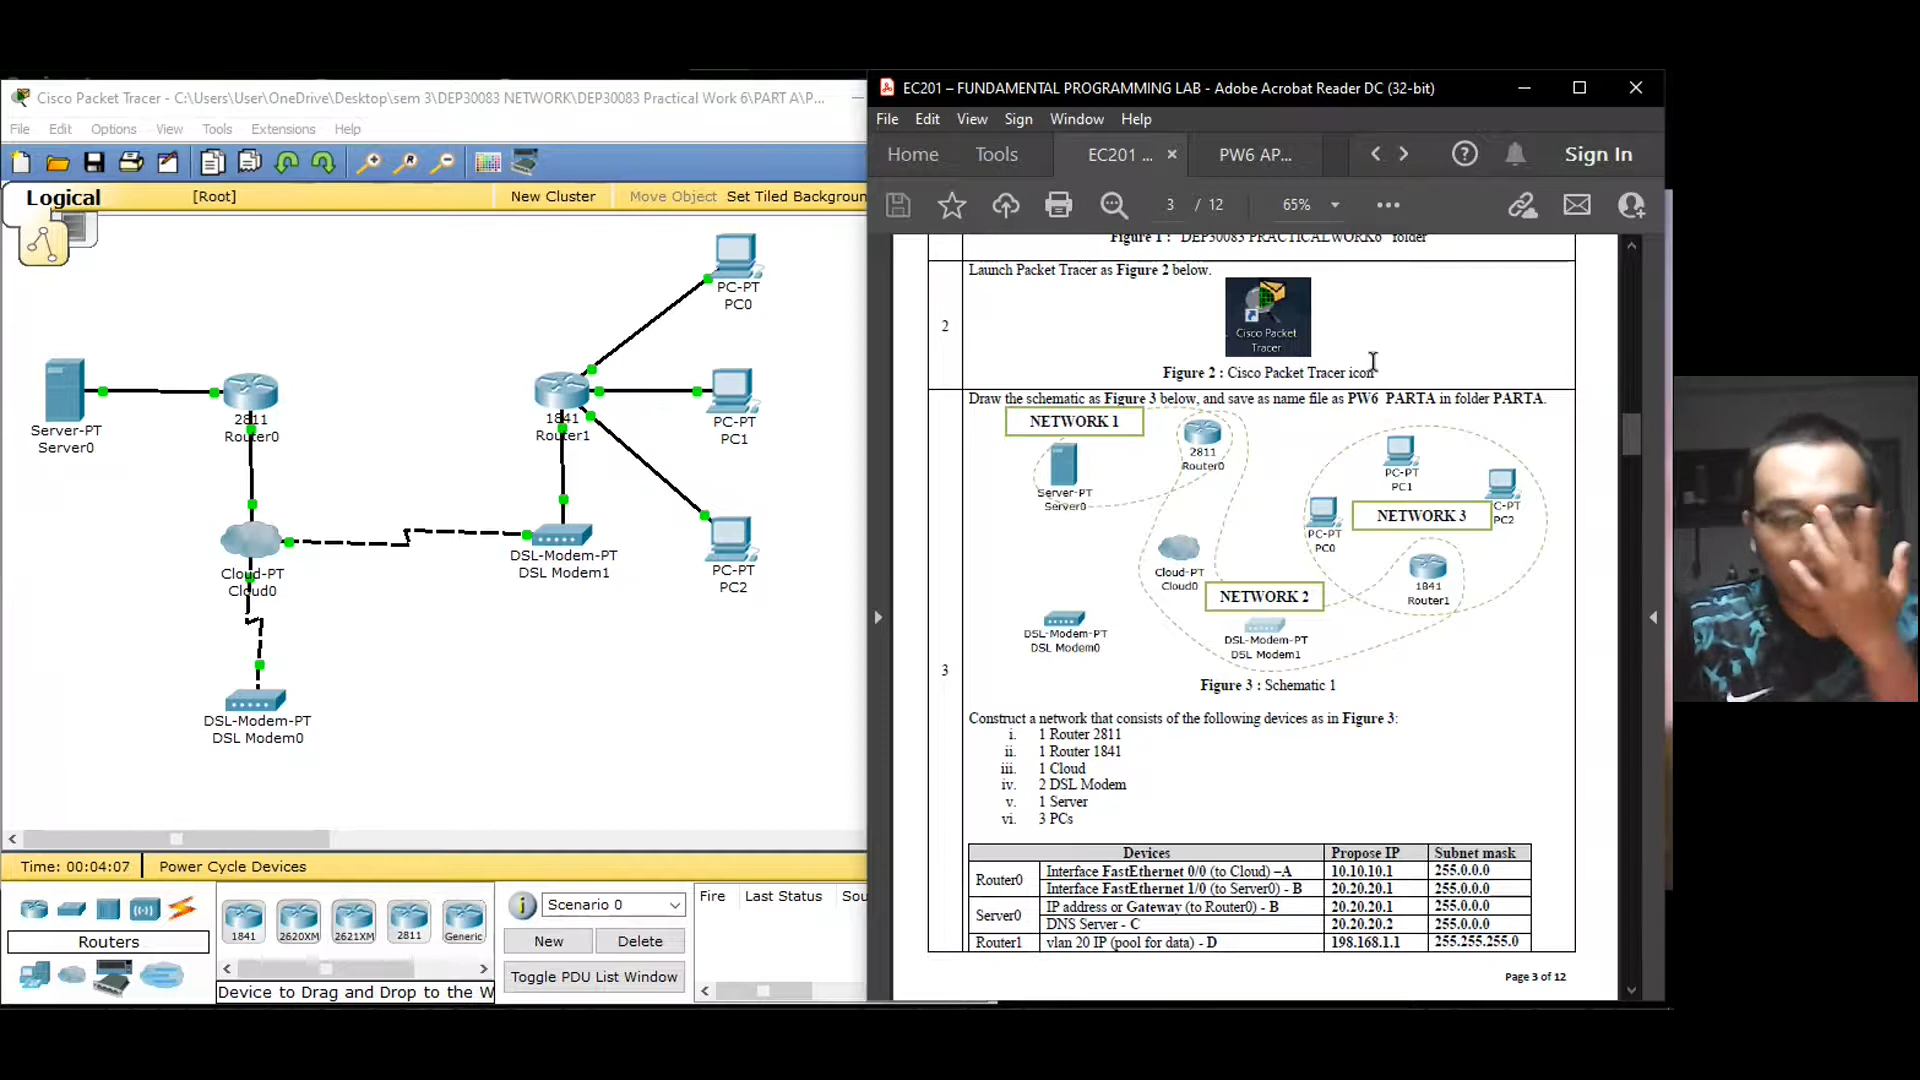 Cisco Packet Tracer - C:\Users\User\OneDrive\Desktop\sem 3\DEP30083 NETWORK\DEP30083 Practical Work 6\PART A\P...
File Edit Options View Tools Extensions Help
Logical
[Root]
New Cluster
Move Object
Set Tiled Backgroun
PC-PT
PC0
Server-PT
Server0
2811
Router0
1841
Router1
PC-PT
PC1
Cloud-PT
Cloud0
DSL-Modem-PT
DSL Modem1
PC-PT
PC2
DSL-Modem-PT
DSL Modem0
Time: 00:04:07
Power Cycle Devices
Routers
1841
2620XM
2621XM
2811
Generic
Device to Drag and Drop to the W
Scenario 0
New
Delete
Toggle PDU List Window
Fire
Last Status
Sou
EC201 – FUNDAMENTAL PROGRAMMING LAB - Adobe Acrobat Reader DC (32-bit)
File Edit View Sign Window Help
Home
Tools
EC201 ...
PW6 AP...
Sign In
3 / 12
65%
Figure 1 : "DEP30083 PRACTICALWORK6" folder
2
Launch Packet Tracer as Figure 2 below.
Cisco Packet
Tracer
Figure 2 : Cisco Packet Tracer icon
3
Draw the schematic as Figure 3 below, and save as name file as PW6 PARTA in folder PARTA.
NETWORK 1
2811
Router0
Server-PT
Server0
PC-PT
PC1
C-PT
PC2
NETWORK 3
PC-PT
PC0
Cloud-PT
Cloud0
NETWORK 2
1841
Router1
DSL-Modem-PT
DSL Modem0
DSL-Modem-PT
DSL Modem1
Figure 3 : Schematic 1
Construct a network that consists of the following devices as in Figure 3:
i. 1 Router 2811
ii. 1 Router 1841
iii. 1 Cloud
iv. 2 DSL Modem
v. 1 Server
vi. 3 PCs
Devices Propose IP Subnet mask
Router0 Interface FastEthernet 0/0 (to Cloud) –A 10.10.10.1 255.0.0.0
Interface FastEthernet 1/0 (to Server0) - B 20.20.20.1 255.0.0.0
Server0 IP address or Gateway (to Router0) - B 20.20.20.1 255.0.0.0
DNS Server - C 20.20.20.2 255.0.0.0
Router1 vlan 20 IP (pool for data) - D 198.168.1.1 255.255.255.0
Page 3 of 12